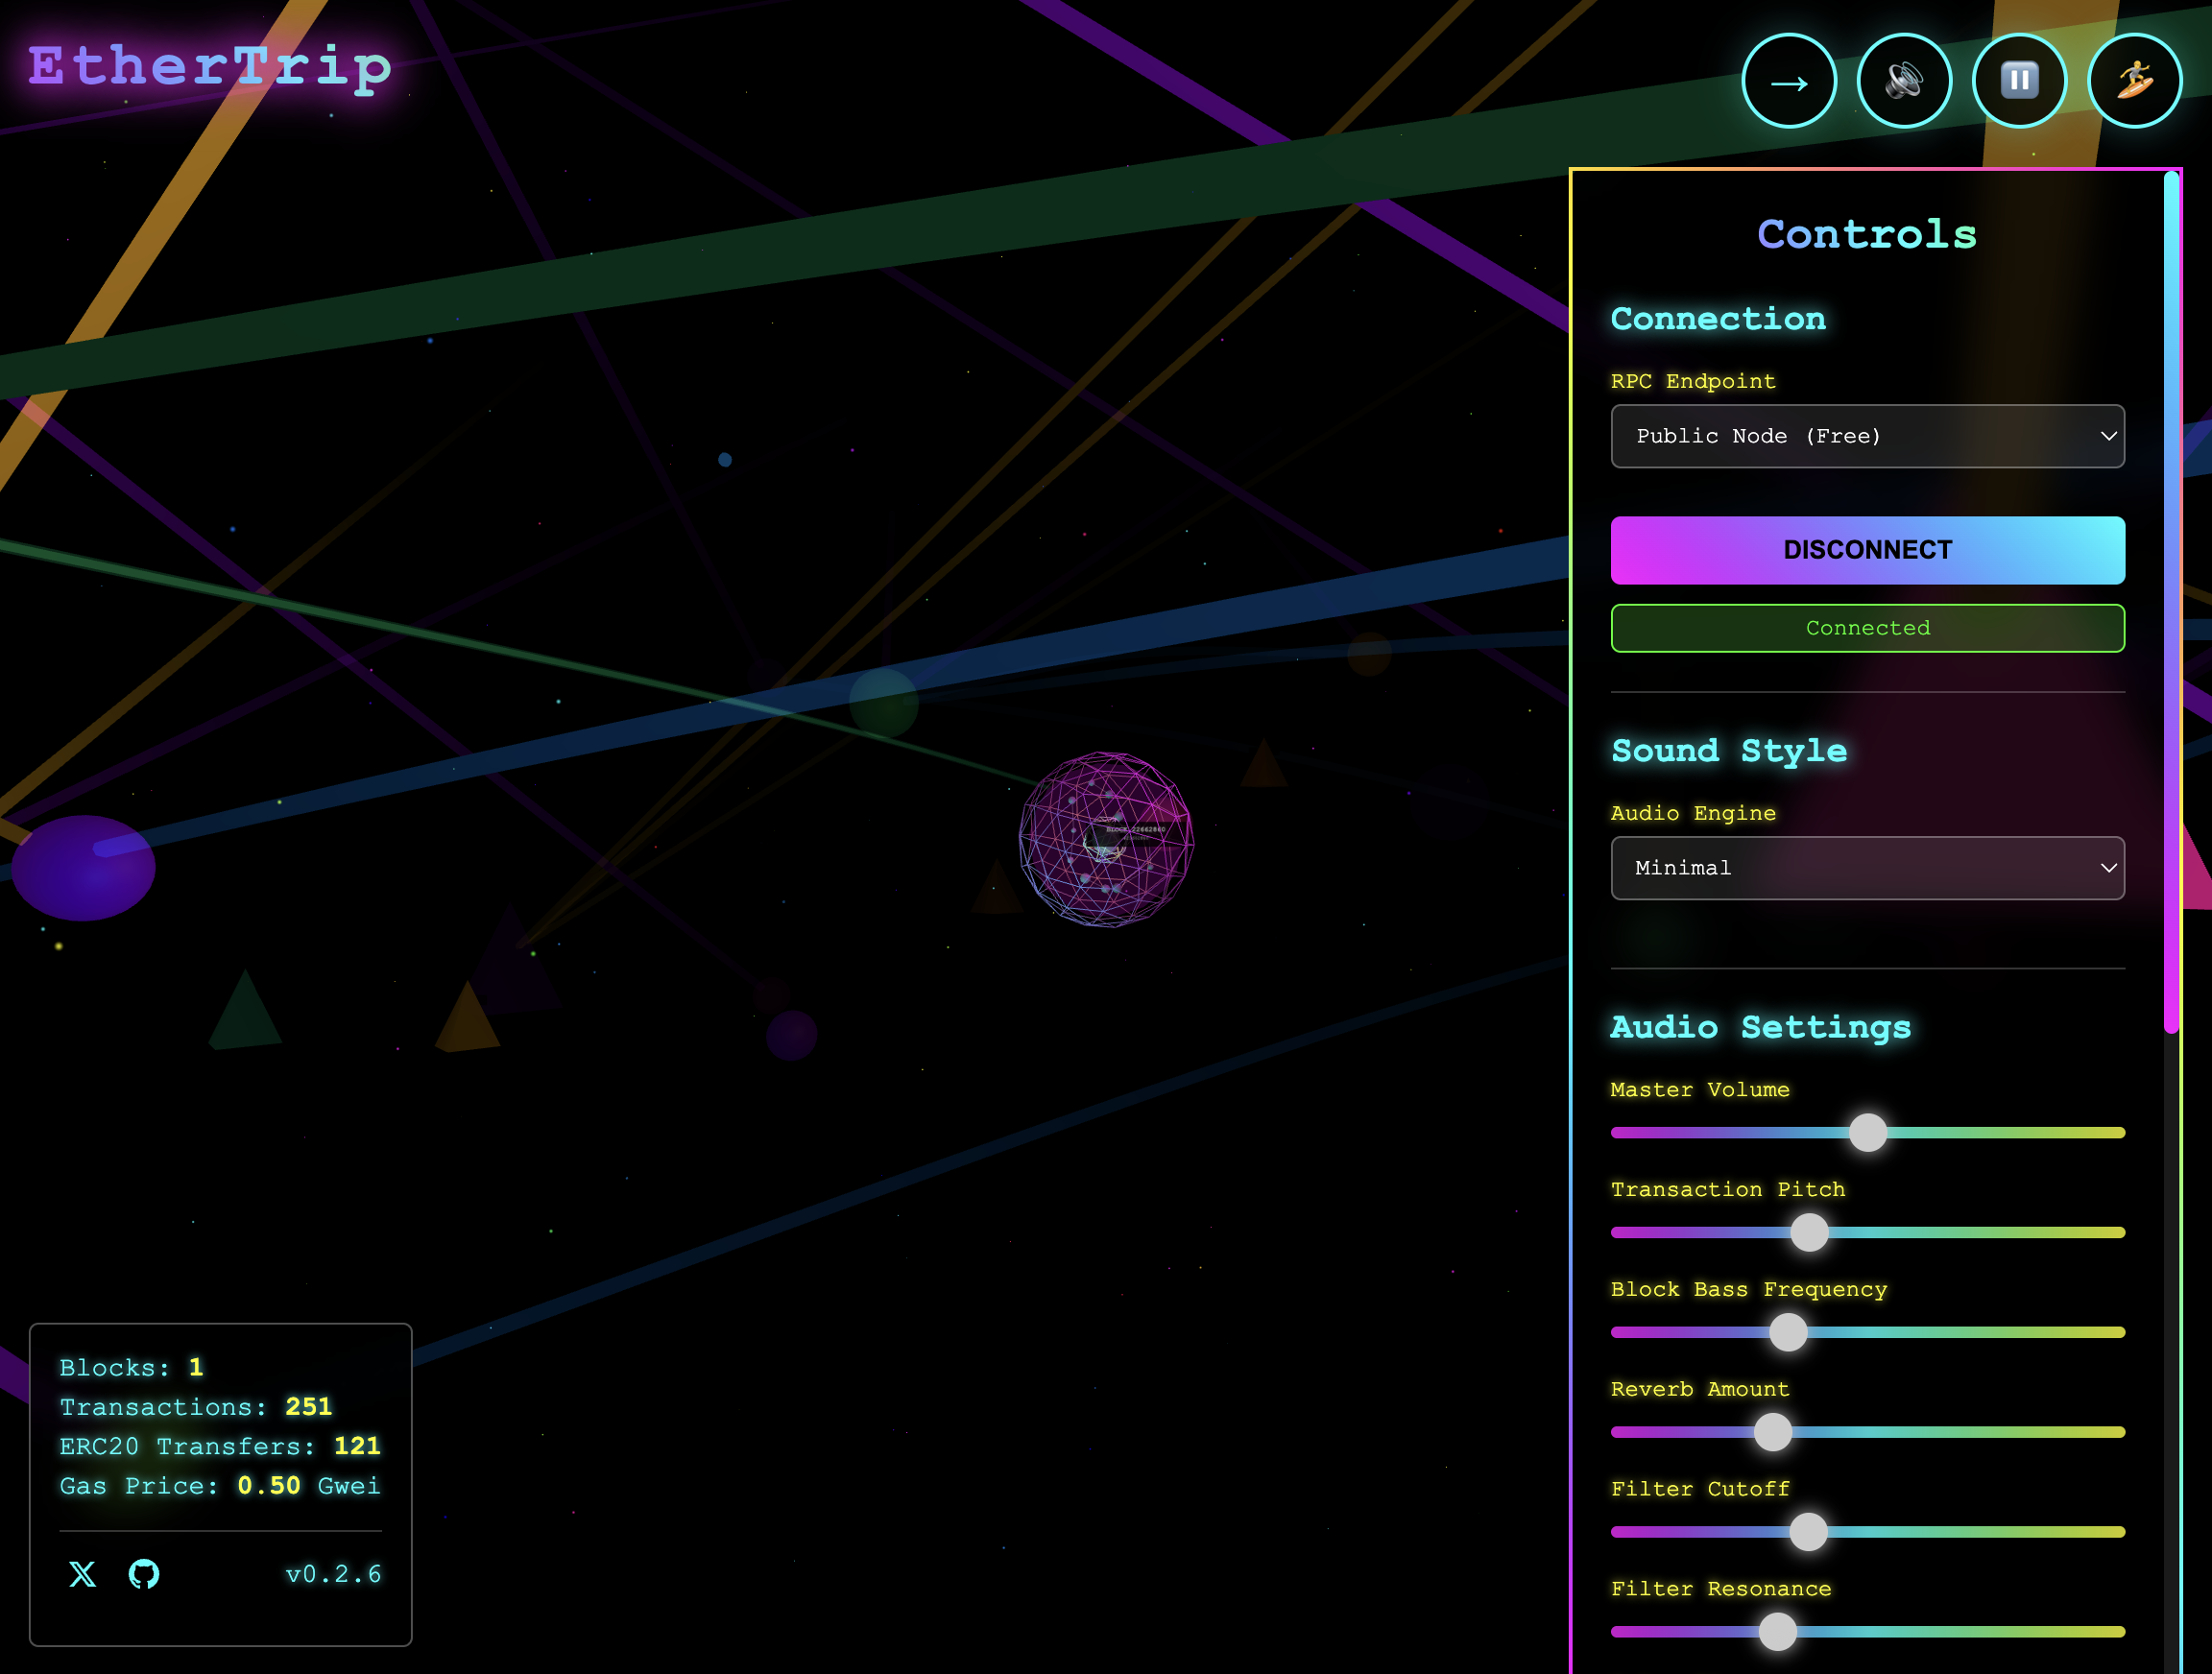 EtherTrip
→
Controls
Connection
RPC Endpoint
Public Node (Free)
DISCONNECT
Connected
Sound Style
Audio Engine
Minimal
Audio Settings
Master Volume
Transaction Pitch
Block Bass Frequency
Reverb Amount
Filter Cutoff
Filter Resonance
Blocks: 1
Transactions: 251
ERC20 Transfers: 121
Gas Price: 0.50 Gwei
v0.2.6